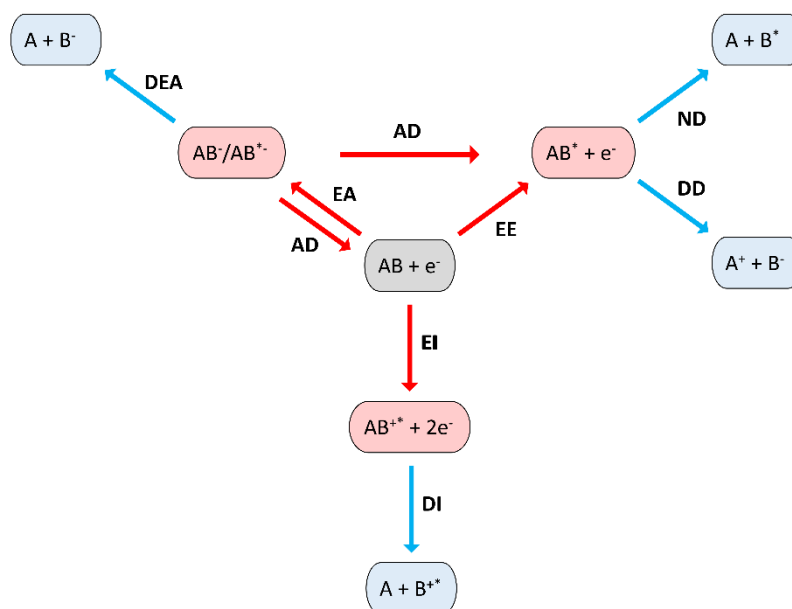 A + B⁻
A + B*
DEA
ND
AD
AB⁻/AB*⁻
AB* + e⁻
EA
DD
AD
EE
AB + e⁻
A⁺ + B⁻
EI
AB⁺* + 2e⁻
DI
A + B⁺*